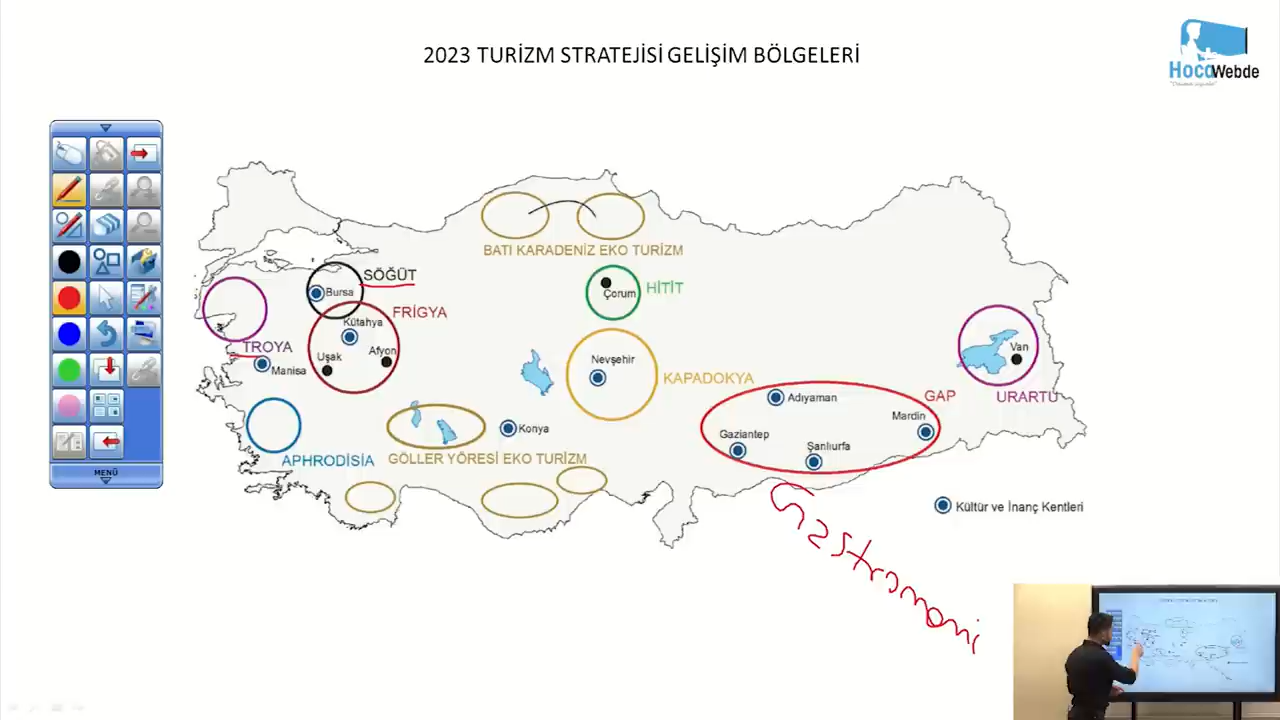 2023 TURİZM STRATEJİSİ GELİŞİM BÖLGELERİ
HocaWebde
BATI KARADENİZ EKO TURİZM
SÖĞÜT
Bursa
HİTİT
Çorum
FRİGYA
Kütahya
TROYA
Uşak
Afyon
Manisa
Nevşehir
KAPADOKYA
Van
URARTU
GAP
Adıyaman
Mardin
Gaziantep
Şanlıurfa
Konya
APHRODİSİA
GÖLLER YÖRESİ EKO TURİZM
Kültür ve İnanç Kentleri
Gastromoni
MENÜ